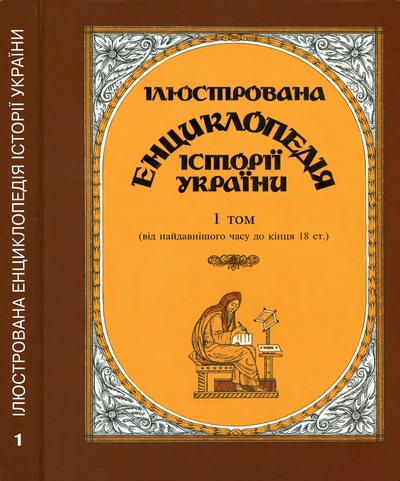 ІЛЮСТРОВАНА ЕНЦИКЛОПЕДІЯ ІСТОРІЇ УКРАЇНИ
1
ІЛЮСТРОВАНА
ЕНЦИКЛОПЕДІЯ
ІСТОРІЇ
УКРАЇНИ
1 том
(від найдавнішого часу до кінця 18 ст.)